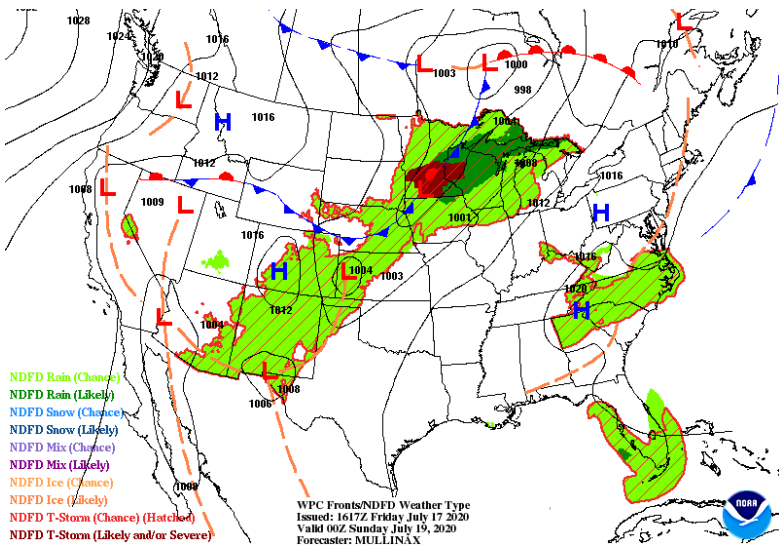 1028
1024
1020
1016
1012
1003
1000
998
1010
1016
1004
1008
1012
1016
1008
1009
1012
1001
1016
1004
1003
1016
1020
1012
1004
1008
1006
1000
L
L
L
L
L
L
L
L
L
H
H
H
H
NDFD Rain (Chance)
NDFD Rain (Likely)
NDFD Snow (Chance)
NDFD Snow (Likely)
NDFD Mix (Chance)
NDFD Mix (Likely)
NDFD Ice (Chance)
NDFD Ice (Likely)
NDFD T-Storm (Chance) (Hatched)
NDFD T-Storm (Likely and/or Severe)
WPC Fronts/NDFD Weather Type
Issued: 1617Z Friday July 17 2020
Valid 00Z Sunday July 19, 2020
Forecaster: MULLINAX
NOAA